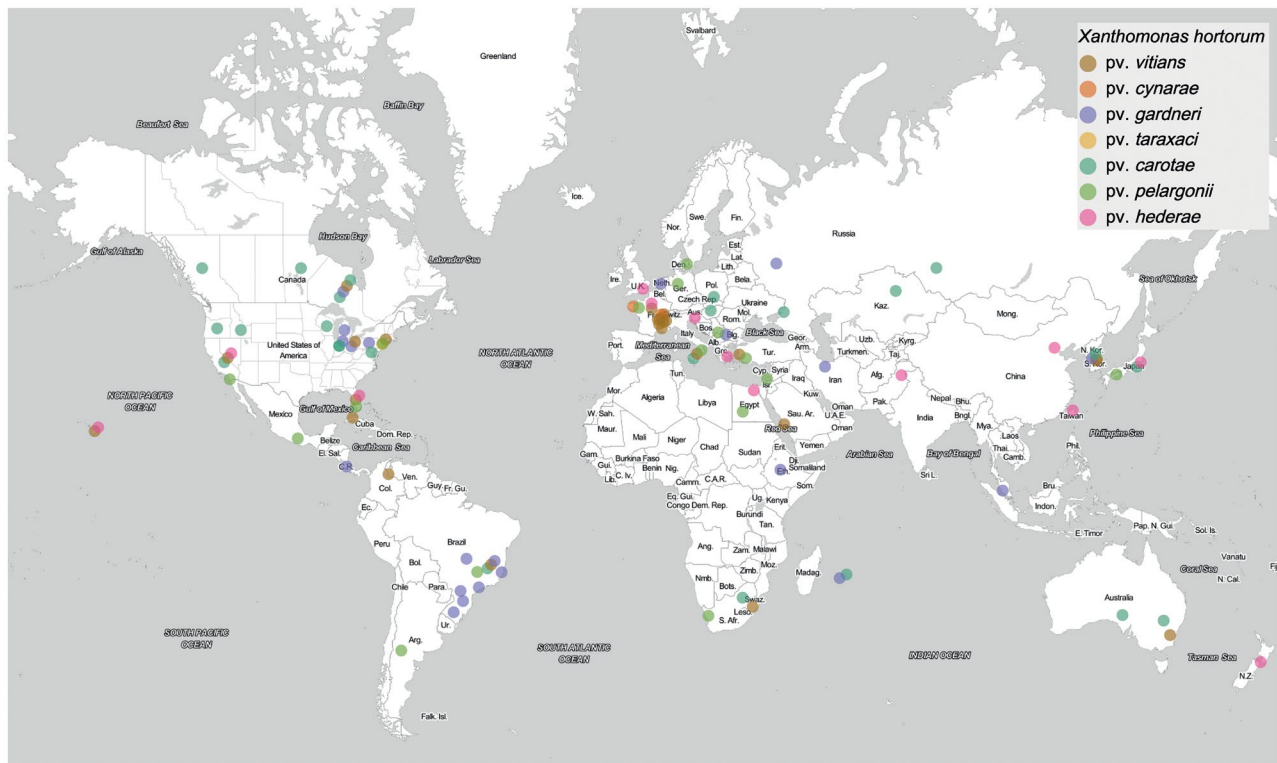 Svalbard
Greenland
Baffin Bay
Beaufort Sea
Ice.
Hudson Bay
Gulf of Alaska
Labrador Sea
Canada
United States of
America
NORTH ATLANTIC
OCEAN
NORTH PACIFIC
OCEAN
Mexico
Gulf of Mexico
Cuba
Dom. Rep.
Belize
Caribbean Sea
El. Sal.
C.R.
Ven.
Guy.
Fr. Gu.
Col.
Ec.
Peru
Brazil
Bol.
Chile
Para.
Ur.
Arg.
Falk. Isl.
SOUTH PACIFIC
OCEAN
SOUTH ATLANTIC
OCEAN
Swe.
Fin.
Nor.
Est.
Lat.
Lith.
Den.
Ire.
U.K.
Neth.
Bel.
Ger.
Pol.
Bela.
Czech Rep.
Ukraine
Mol.
Aus.
Rom.
Bos.
Italy
Alb.
Gre.
Black Sea
Geor.
Arm.
Port.
Mediterranean
Sea
Tur.
Cyp.
Syria
Isr.
Iraq
Iran
Kuw.
Tun.
Mor.
Algeria
Libya
Egypt
W. Sah.
Maur.
Mali
Niger
Chad
Sudan
Red Sea
Sau. Ar.
Oman
U.A.E.
Oman
Yemen
Erit.
Dji.
Somaliland
Eth.
Som.
Gam.
Gui.
Burkina Faso
Lib.
C. Iv.
Benin
Nig.
Camm.
C.A.R.
Eq. Gui.
Congo
Dem. Rep.
Ug.
Kenya
Burundi
Tan.
Ang.
Zam.
Malawi
Moz.
Zimb.
Nmb.
Bots.
Madag.
Swaz.
Leso.
S. Afr.
Russia
Kaz.
Mong.
Uzb.
Kyrg.
Turkmen.
Taj.
Afg.
Pak.
China
Nepal
Bhu.
Bngl.
India
Mya.
Laos
Thai.
Camb.
Sri L.
Arabian Sea
Bay of Bengal
N. Kor.
S. Kor.
Japan
Taiwan
Philippine Sea
Phil.
Sea of Okhotsk
Bru.
Indon.
E. Timor
Pap. N. Gui.
Sol. Is.
Vanatu
N. Cal.
Coral Sea
Australia
INDIAN OCEAN
Tasman Sea
N.Z.
Xanthomonas hortorum
pv. vitians
pv. cynarae
pv. gardneri
pv. taraxaci
pv. carotae
pv. pelargonii
pv. hederae